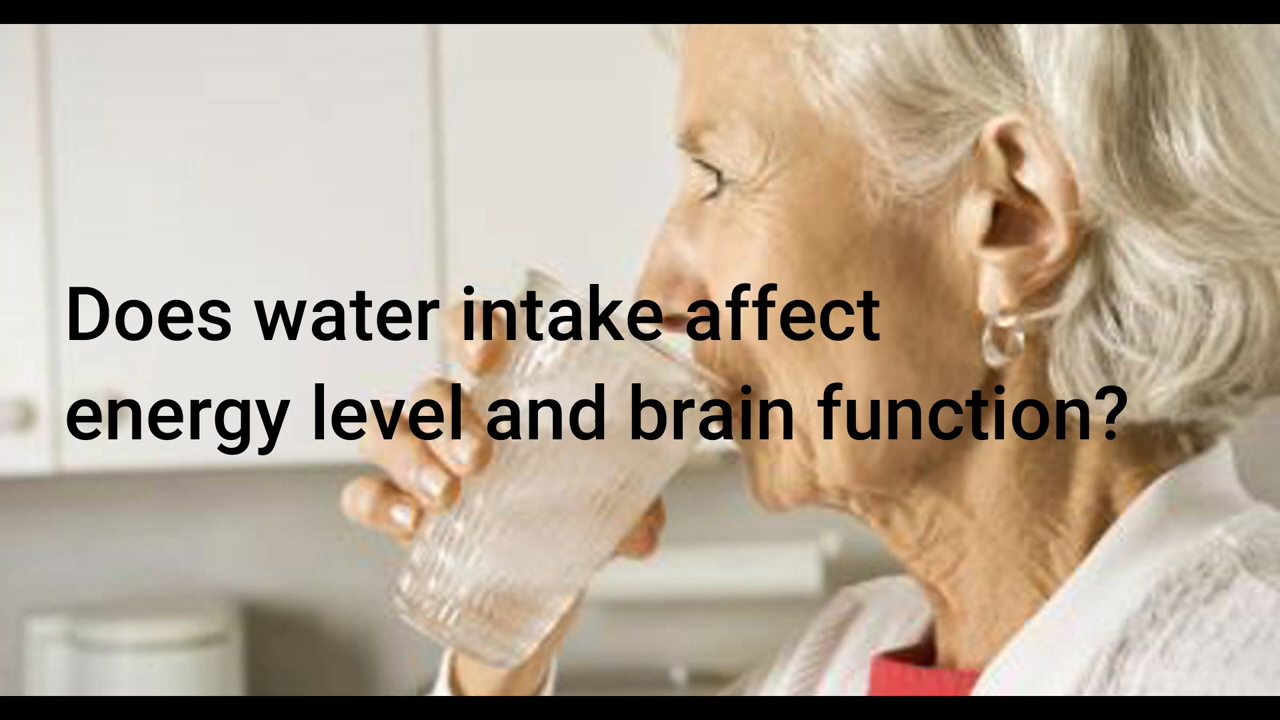 Does water intake affect
energy level and brain function?